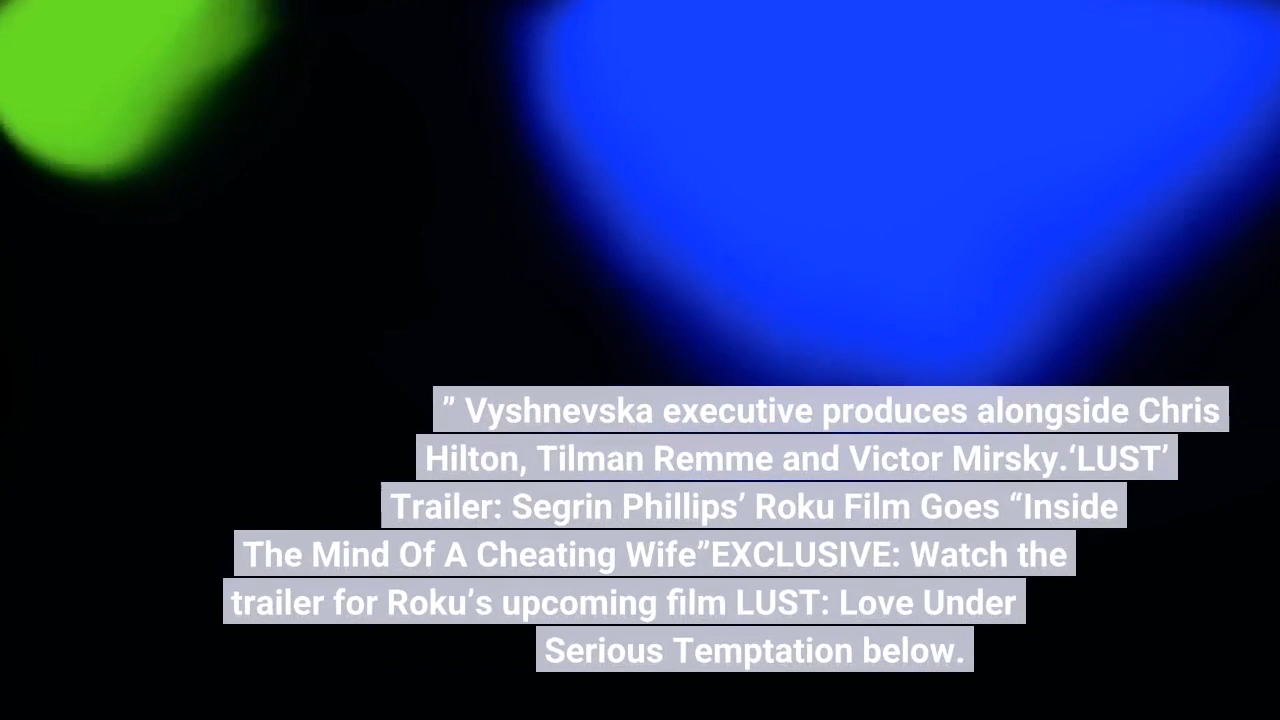 ” Vyshnevska executive produces alongside Chris
Hilton, Tilman Remme and Victor Mirsky.‘LUST’
Trailer: Segrin Phillips’ Roku Film Goes “Inside
The Mind Of A Cheating Wife”EXCLUSIVE: Watch the
trailer for Roku’s upcoming film LUST: Love Under
Serious Temptation below.